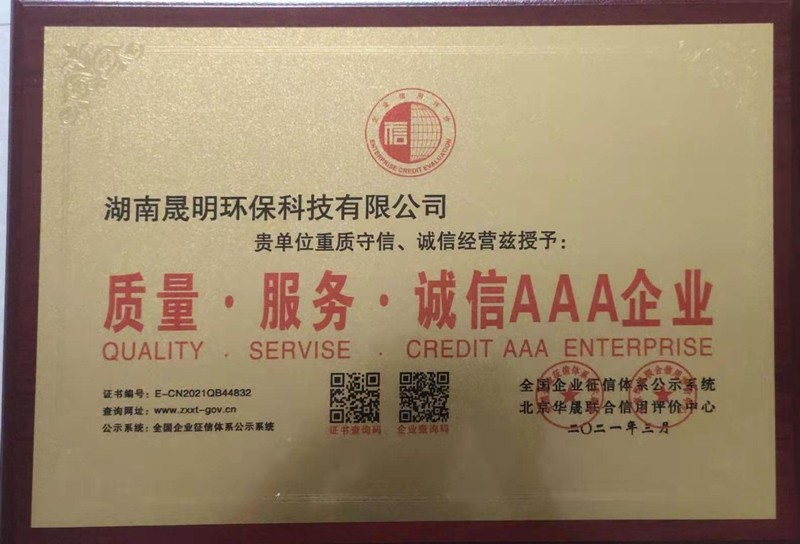 企业信用评价
信
ENTERPRISE CREDIT EVALUATION
湖南晟明环保科技有限公司
贵单位重质守信、诚信经营兹授予：
质量·服务·诚信AAA企业
QUALITY . SERVISE . CREDIT AAA ENTERPRISE
证书编号：E-CN2021QB44832
查询网址：www.zxxt-gov.cn
公示系统：全国企业征信体系公示系统
证书查询码
企业查询码
全国企业征信体系公示系统
北京华晟联合信用评价中心
二〇二一年三月